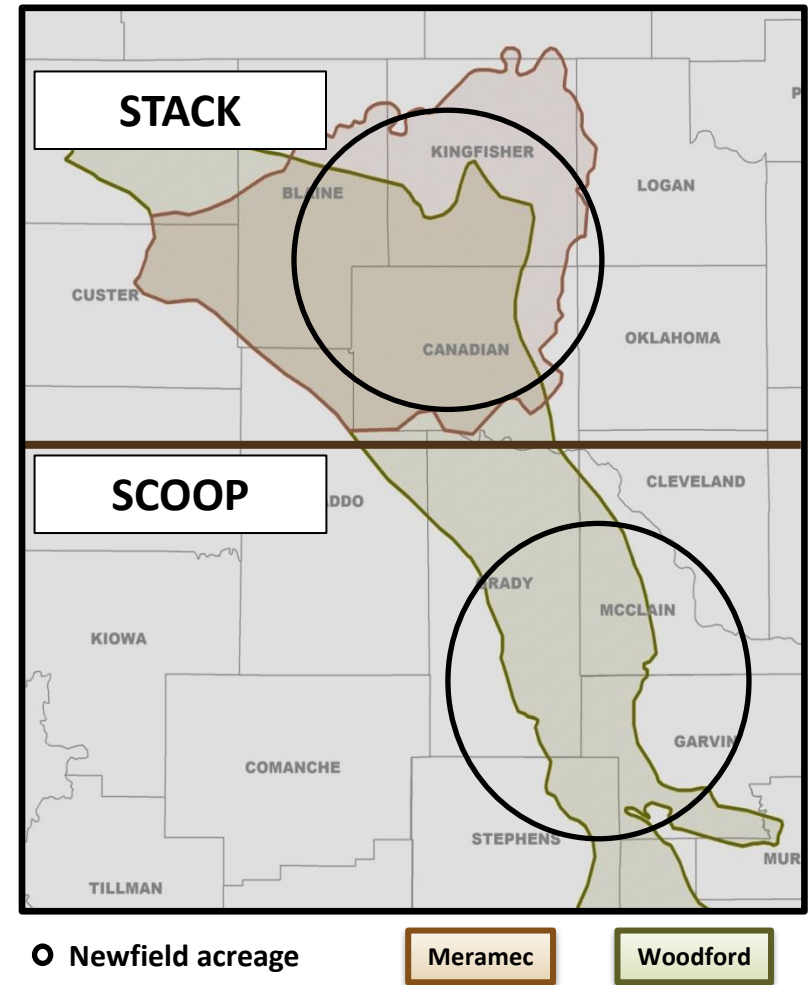 STACK
P
KINGFISHER
LOGAN
BLAINE
CUSTER
OKLAHOMA
CANADIAN
SCOOP
CLEVELAND
DDO
GRADY
MCCLAIN
KIOWA
GARVIN
COMANCHE
STEPHENS
MUR
TILLMAN
Newfield acreage
Meramec
Woodford